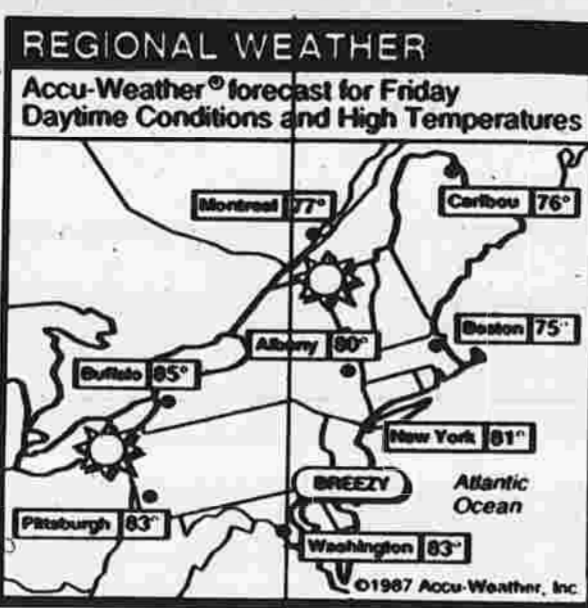 REGIONAL WEATHER
Accu-Weather® forecast for Friday
Daytime Conditions and High Temperatures
Montreal 77°
Caribou 76°
Boston 75°
Albany 80°
Buffalo 85°
New York 81°
BREEZY
Atlantic
Ocean
Pittsburgh 83°
Washington 83°
©1987 Accu-Weather, Inc.